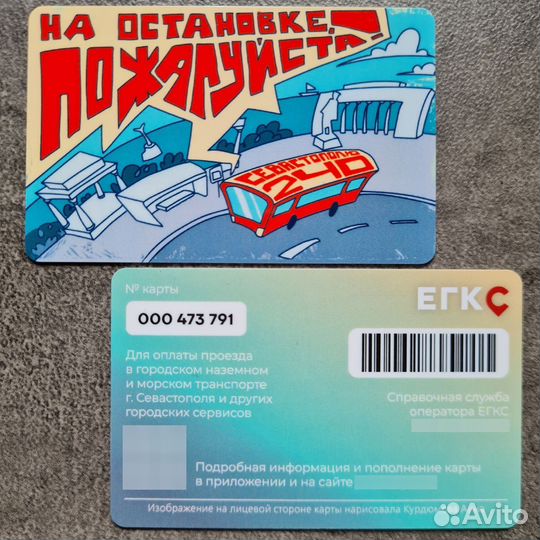 НА ОСТАНОВКЕ,
ПОЖАЛУЙСТА!
СЕВАСТОПОЛЮ
240
№ карты
ЕГКС
000 473 791
Для оплаты проезда
в городском наземном
и морском транспорте
г. Севастополя и других
городских сервисов
Справочная служба
оператора ЕГКС
Подробная информация и пополнение карты
в приложении и на сайте
Изображение на лицевой стороне карты нарисовала
Avito